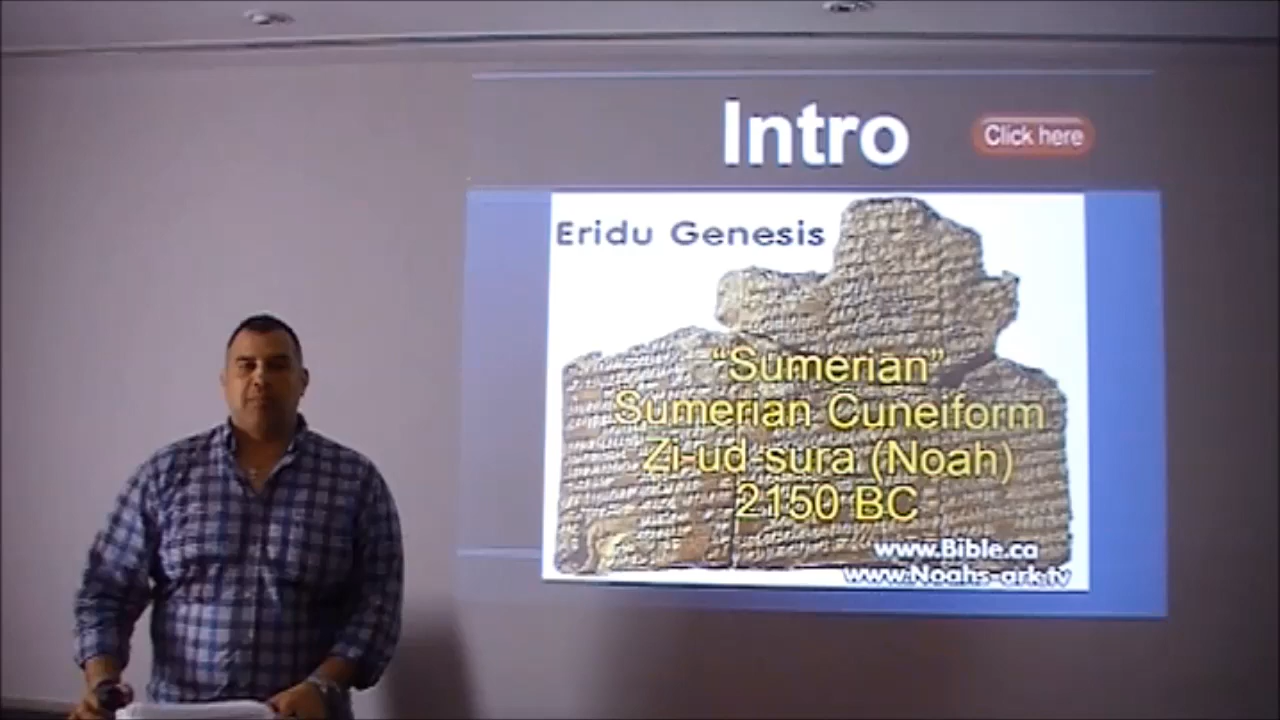 Intro
Click here
Eridu Genesis
“Sumerian”
Sumerian Cuneiform
Zi-ud-sura (Noah)
2150 BC
www.Bible.ca
www.Noahs-ark.tv